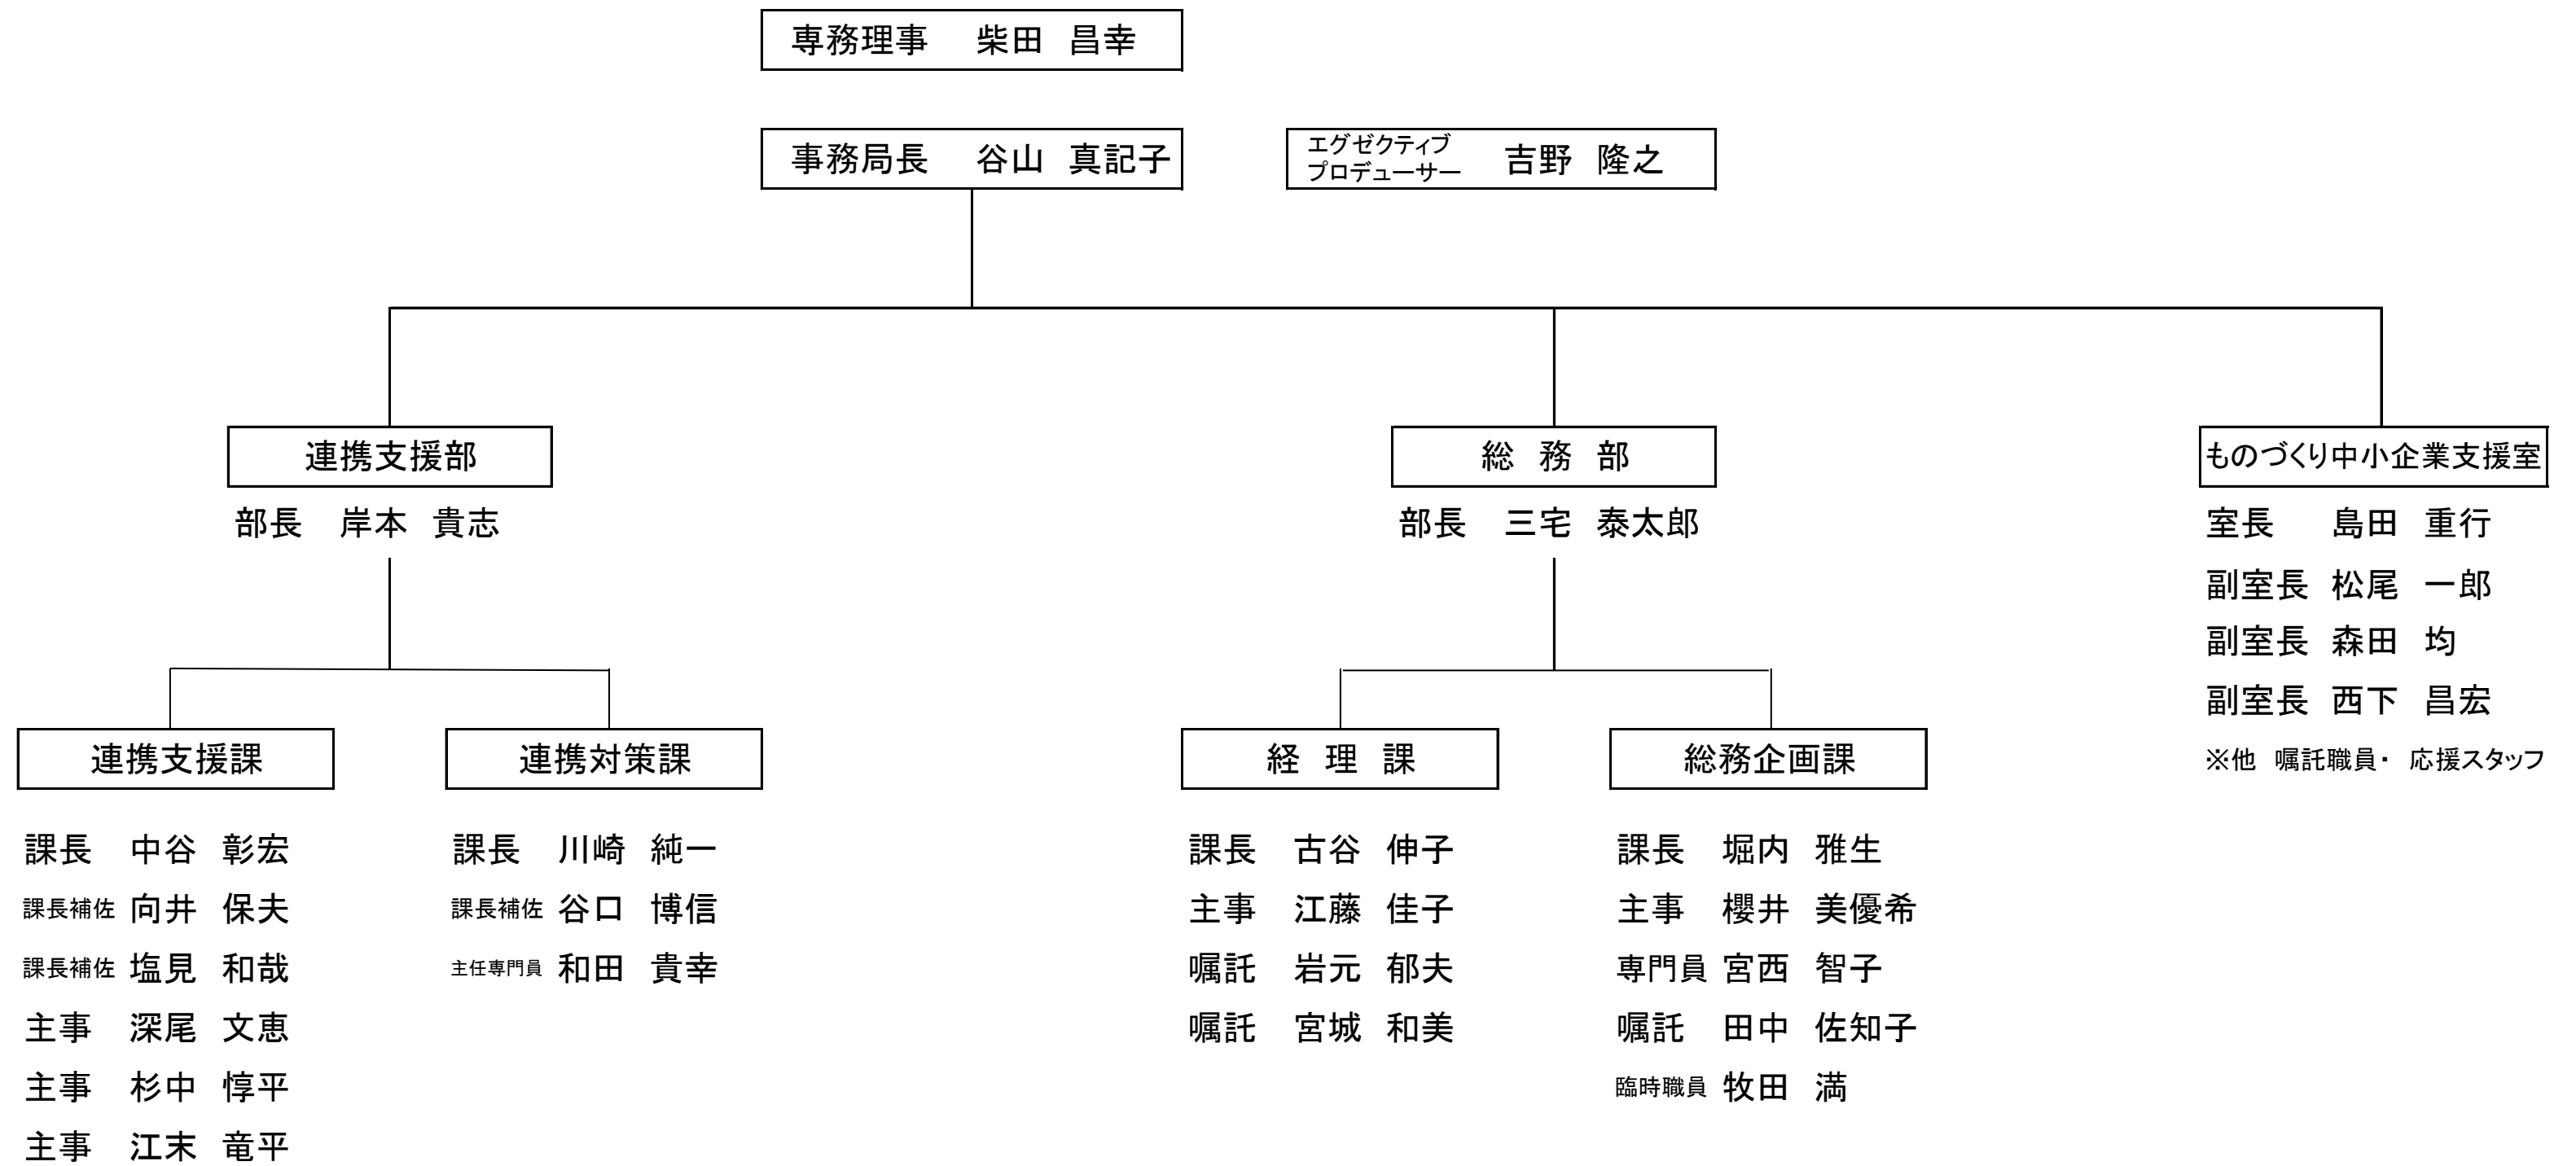 専務理事 柴田 昌幸
事務局長 谷山 真記子
エグゼクティブ
プロデューサー 吉野 隆之
連携支援部
部長 岸本 貴志
総 務 部
部長 三宅 泰太郎
ものづくり中小企業支援室
室長 島田 重行
副室長 松尾 一郎
副室長 森田 均
副室長 西下 昌宏
※他 嘱託職員・ 応援スタッフ
連携支援課
課長 中谷 彰宏
課長補佐 向井 保夫
課長補佐 塩見 和哉
主事 深尾 文恵
主事 杉中 惇平
主事 江末 竜平
連携対策課
課長 川崎 純一
課長補佐 谷口 博信
主任専門員 和田 貴幸
経 理 課
課長 古谷 伸子
主事 江藤 佳子
嘱託 岩元 郁夫
嘱託 宮城 和美
総務企画課
課長 堀内 雅生
主事 櫻井 美優希
専門員 宮西 智子
嘱託 田中 佐知子
臨時職員 牧田 満